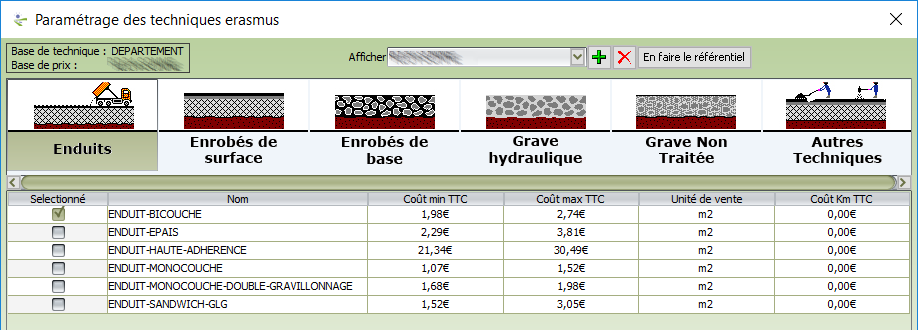 Paramétrage des techniques erasmus
Base de technique : DEPARTEMENT
Base de prix :
Afficher
En faire le référentiel
Enduits
Enrobés de surface
Enrobés de base
Grave hydraulique
Grave Non Traitée
Autres Techniques
Selectionné Nom Coût min TTC Coût max TTC Unité de vente Coût Km TTC
ENDUIT-BICOUCHE 1,98€ 2,74€ m2 0,00€
ENDUIT-EPAIS 2,29€ 3,81€ m2 0,00€
ENDUIT-HAUTE-ADHERENCE 21,34€ 30,49€ m2 0,00€
ENDUIT-MONOCOUCHE 1,07€ 1,52€ m2 0,00€
ENDUIT-MONOCOUCHE-DOUBLE-GRAVILLONNAGE 1,68€ 1,98€ m2 0,00€
ENDUIT-SANDWICH-GLG 1,52€ 3,05€ m2 0,00€